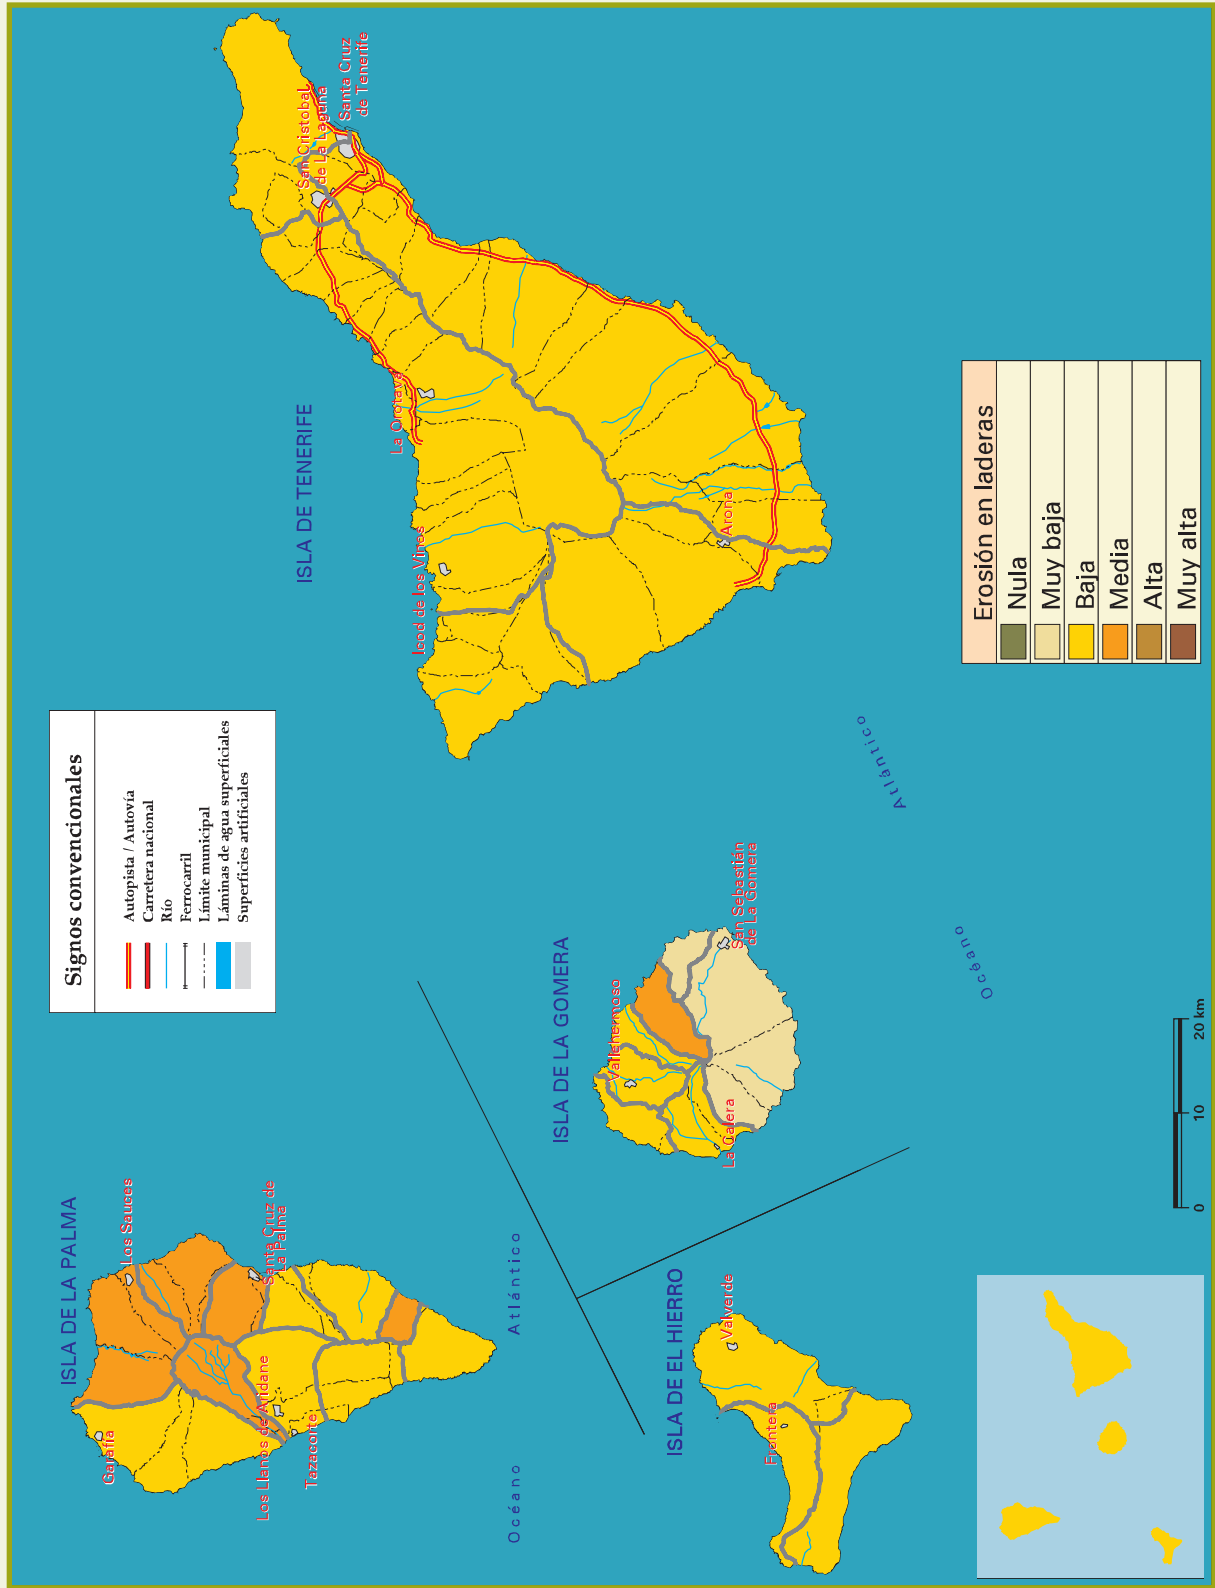 ISLA DE LA PALMA
Los Sauces
Garafía
Santa Cruz de
La Palma
Los Llanos de Aridane
Tazacorte
Océano
Atlántico
Signos convencionales
Autopista / Autovía
Carretera nacional
Río
Ferrocarril
Límite municipal
Láminas de agua superficiales
Superficies artificiales
ISLA DE TENERIFE
San Cristobal
de La Laguna
Santa Cruz
de Tenerife
La Orotava
Icod de los Vinos
Arona
ISLA DE LA GOMERA
Vallehermoso
San Sebastián
de La Gomera
La Calera
ISLA DE EL HIERRO
Valverde
Frontera
Océano
Atlántico
Erosión en laderas
Nula
Muy baja
Baja
Media
Alta
Muy alta
0 10 20 km